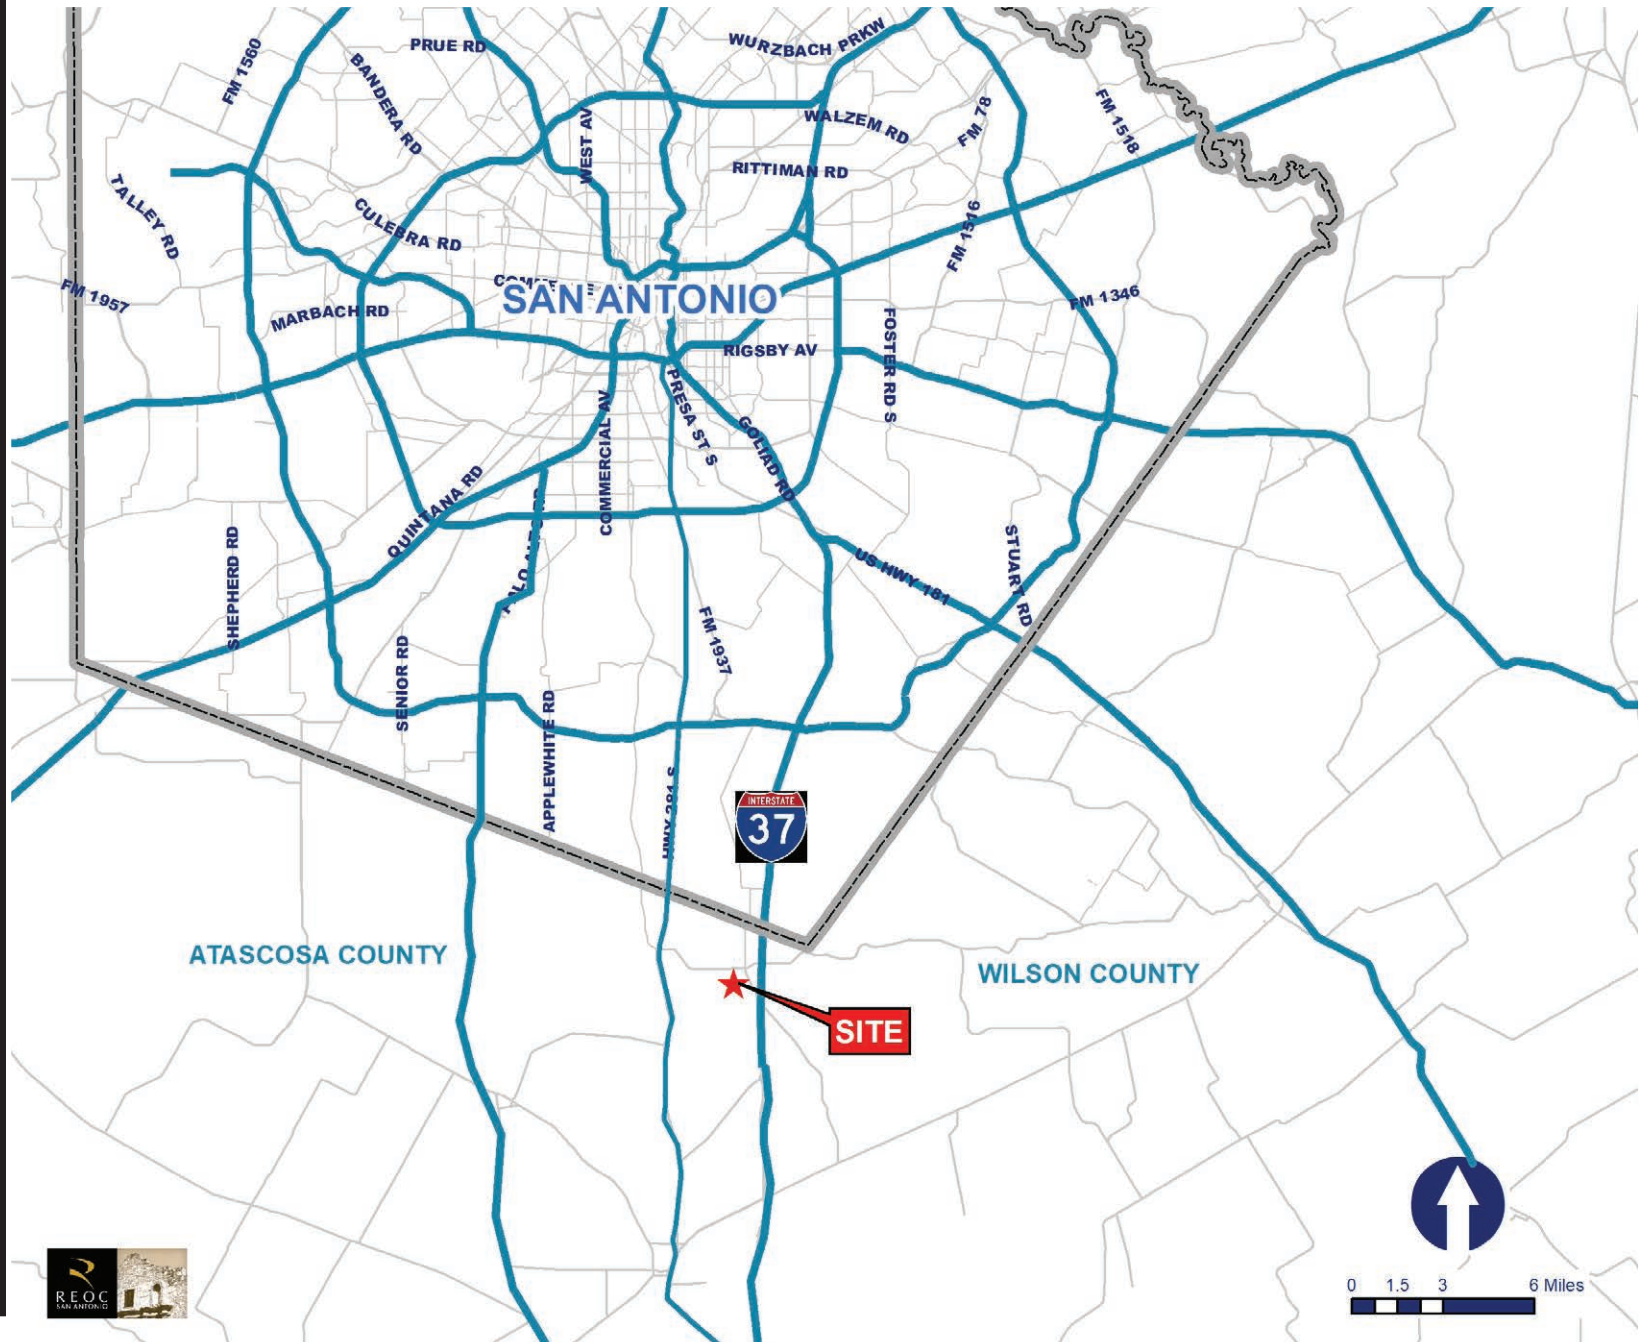 PRUE RD
WURZBACH PRKW
FM 1560
BANDERA RD
WEST AV
WALZEM RD
FM 78
FM 1518
RITTIMAN RD
TALLEY RD
CULEBRA RD
FM 1516
FM 1957
SAN ANTONIO
MARBACH RD
FM 1346
RIGSBY AV
FOSTER RD S
PRESA ST S
COMMERCIAL AV
GOLIAD RD
QUINTANA RD
SHEPHERD RD
US HWY 181
STUART RD
FM 1937
SENIOR RD
APPLEWHITE RD
HWY 281 S
INTERSTATE
37
ATASCOSA COUNTY
WILSON COUNTY
SITE
REOC
SAN ANTONIO
0 1.5 3 6 Miles